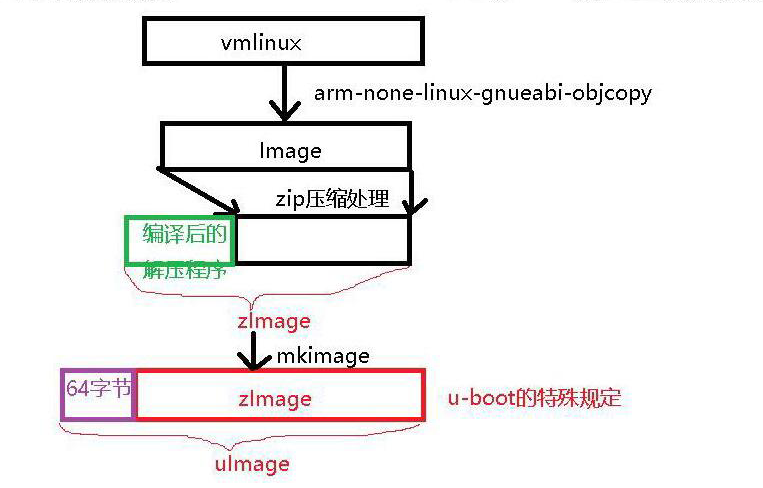 vmlinux
arm-none-linux-gnueabi-objcopy
Image
zip压缩处理
编译后的
解压程序
zImage
mkimage
64字节
zImage
u-boot的特殊规定
uImage